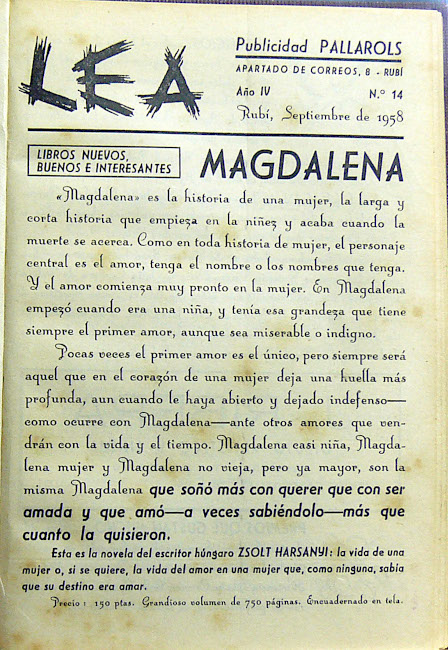 LEA
Publicidad PALLAROLS
APARTADO DE CORREOS, 8 - RUBÍ
Año IV N.º 14
Rubí, Septiembre de 1958
LIBROS NUEVOS,
BUENOS E INTERESANTES
MAGDALENA
«Magdalena» es la historia de una mujer, la larga y
corta historia que empieza en la niñez y acaba cuando la
muerte se acerca. Como en toda historia de mujer, el personaje
central es el amor, tenga el nombre o los nombres que tenga.
Y el amor comienza muy pronto en la mujer. En Magdalena
empezó cuando era una niña, y tenía esa grandeza que tiene
siempre el primer amor, aunque sea miserable o indigno.
Pocas veces el primer amor es el único, pero siempre será
aquel que en el corazón de una mujer deja una huella más
profunda, aun cuando le haya abierto y dejado indefenso—
como ocurre con Magdalena—ante otros amores que ven-
drán con la vida y el tiempo. Magdalena casi niña, Magda-
lena mujer y Magdalena no vieja, pero ya mayor, son la
misma Magdalena que soñó más con querer que con ser
amada y que amó—a veces sabiéndolo—más que
cuanto la quisieron.
Esta es la novela del escritor húngaro ZSOLT HARSANYI: la vida de una
mujer o, si se quiere, la vida del amor en una mujer que, como ninguna, sabía
que su destino era amar.
Precio: 150 ptas. Grandioso volumen de 750 páginas. Encuadernado en tela.